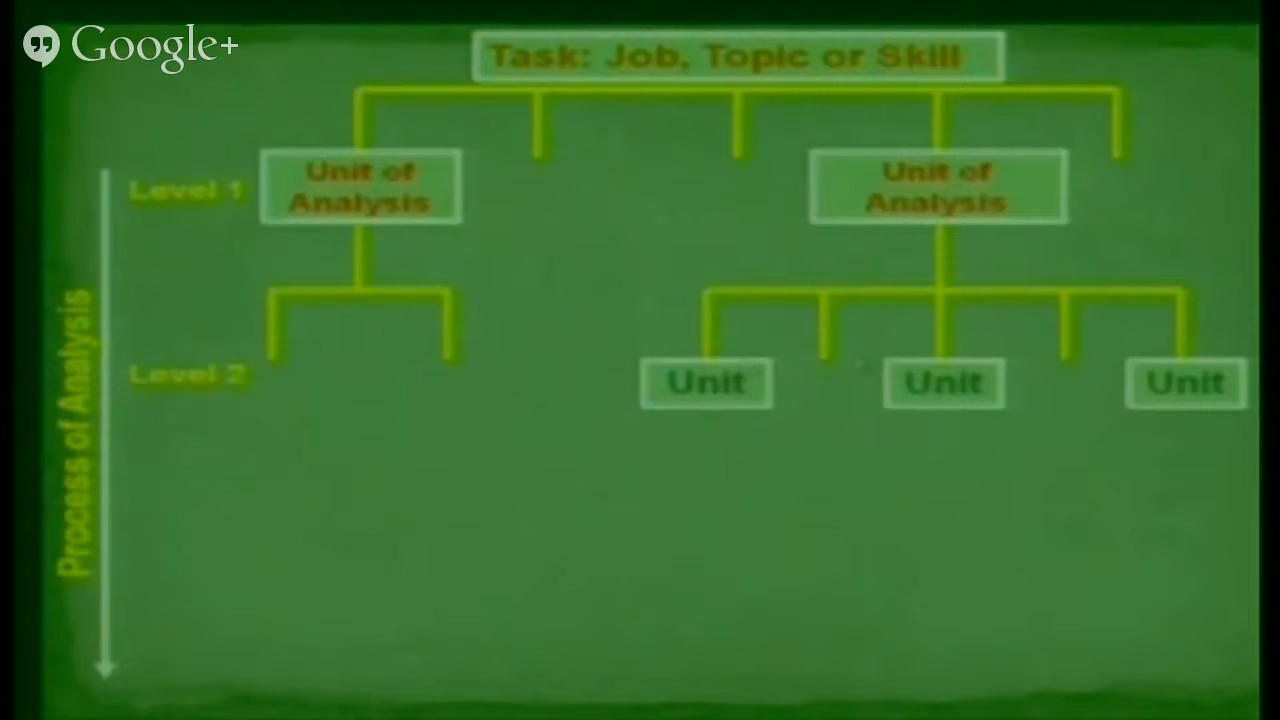 Google+
Task: Job, Topic or Skill
Level 1
Unit of
Analysis
Unit of
Analysis
Level 2
Unit
Unit
Unit
Process of Analysis